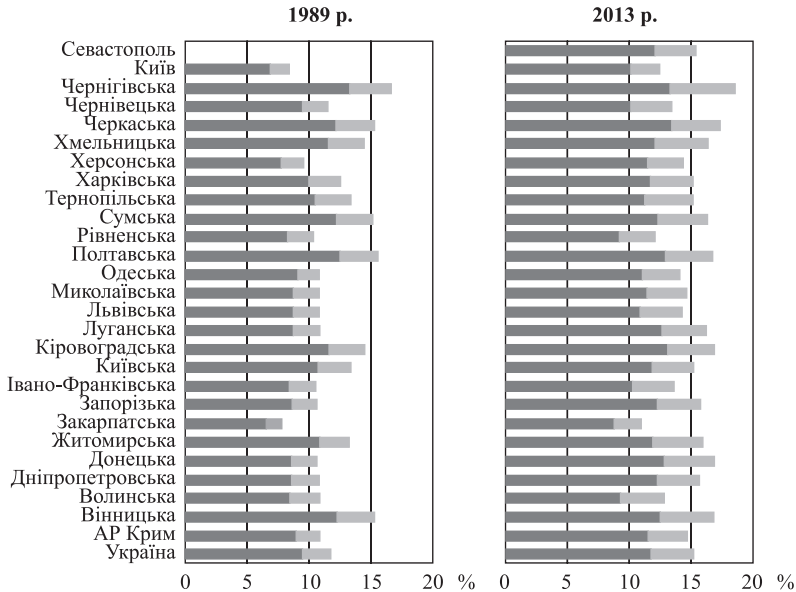 1989 р. 2013 р.
Севастополь
Київ
Чернігівська
Чернівецька
Черкаська
Хмельницька
Херсонська
Харківська
Тернопільська
Сумська
Рівненська
Полтавська
Одеська
Миколаївська
Львівська
Луганська
Кіровоградська
Київська
Івано-Франківська
Запорізька
Закарпатська
Житомирська
Донецька
Дніпропетровська
Волинська
Вінницька
АР Крим
Україна
0 5 10 15 20 % 0 5 10 15 20 %